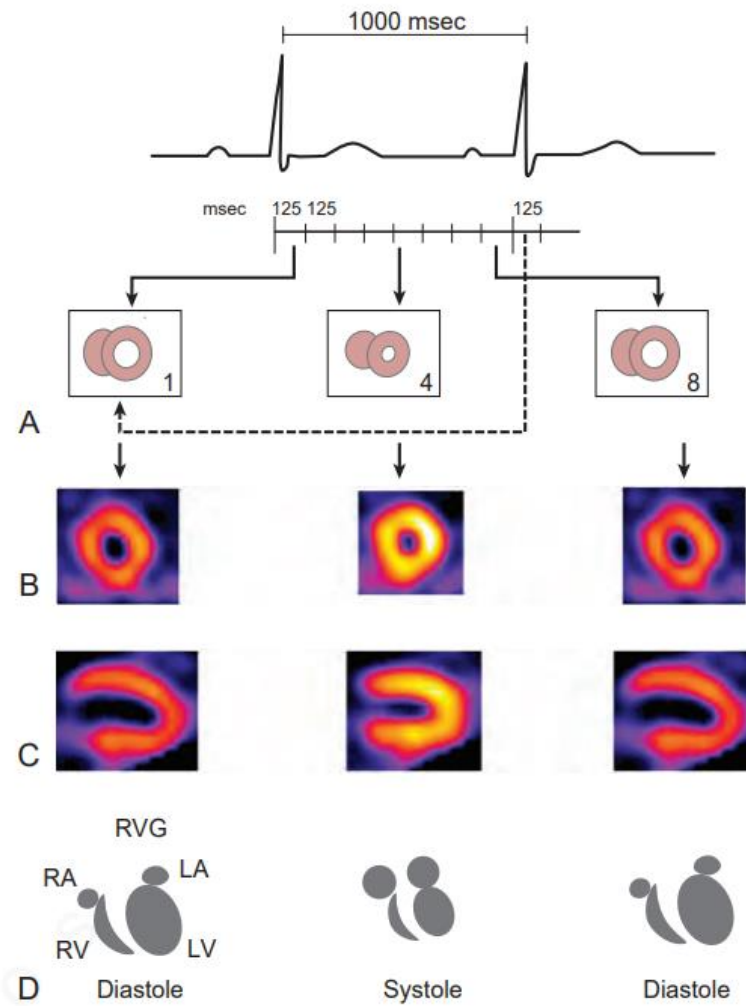 1000 msec
msec 125 125 125
1 4 8
A
B
C
RVG
RA LA
RV LV
D Diastole Systole Diastole